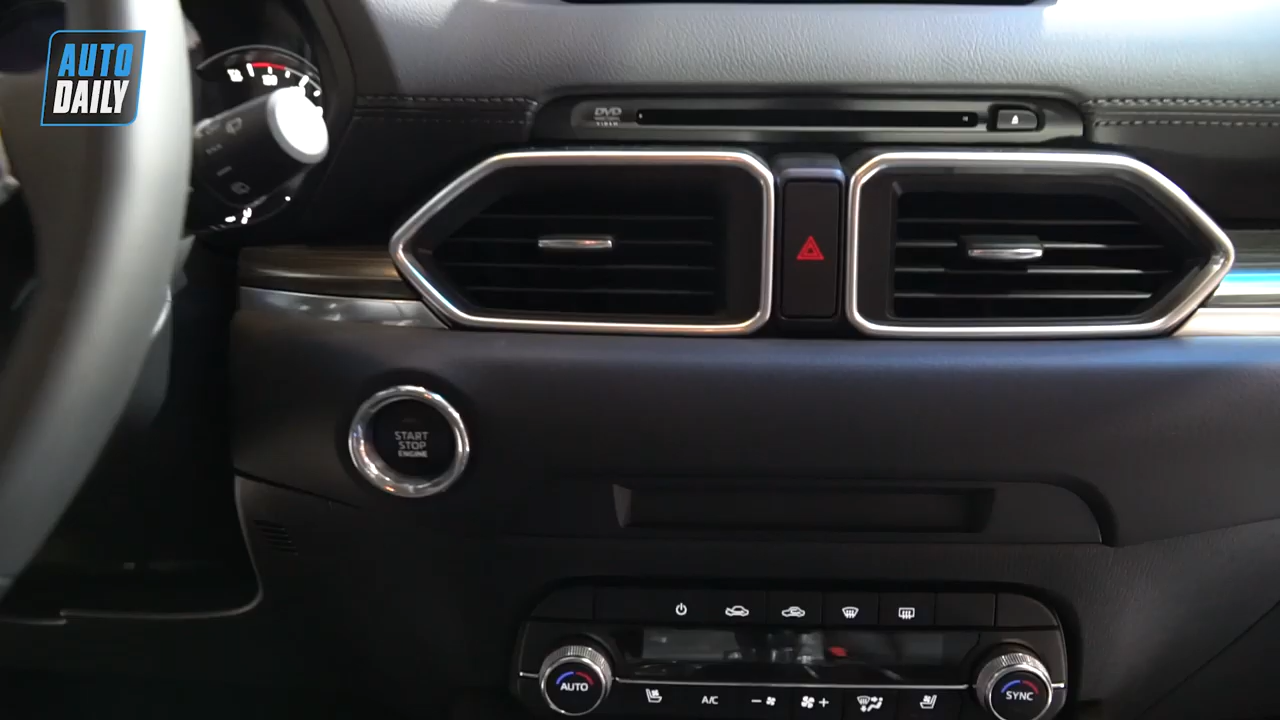 AUTO
DAILY
DVD
START
STOP
ENGINE
AUTO
A/C
SYNC